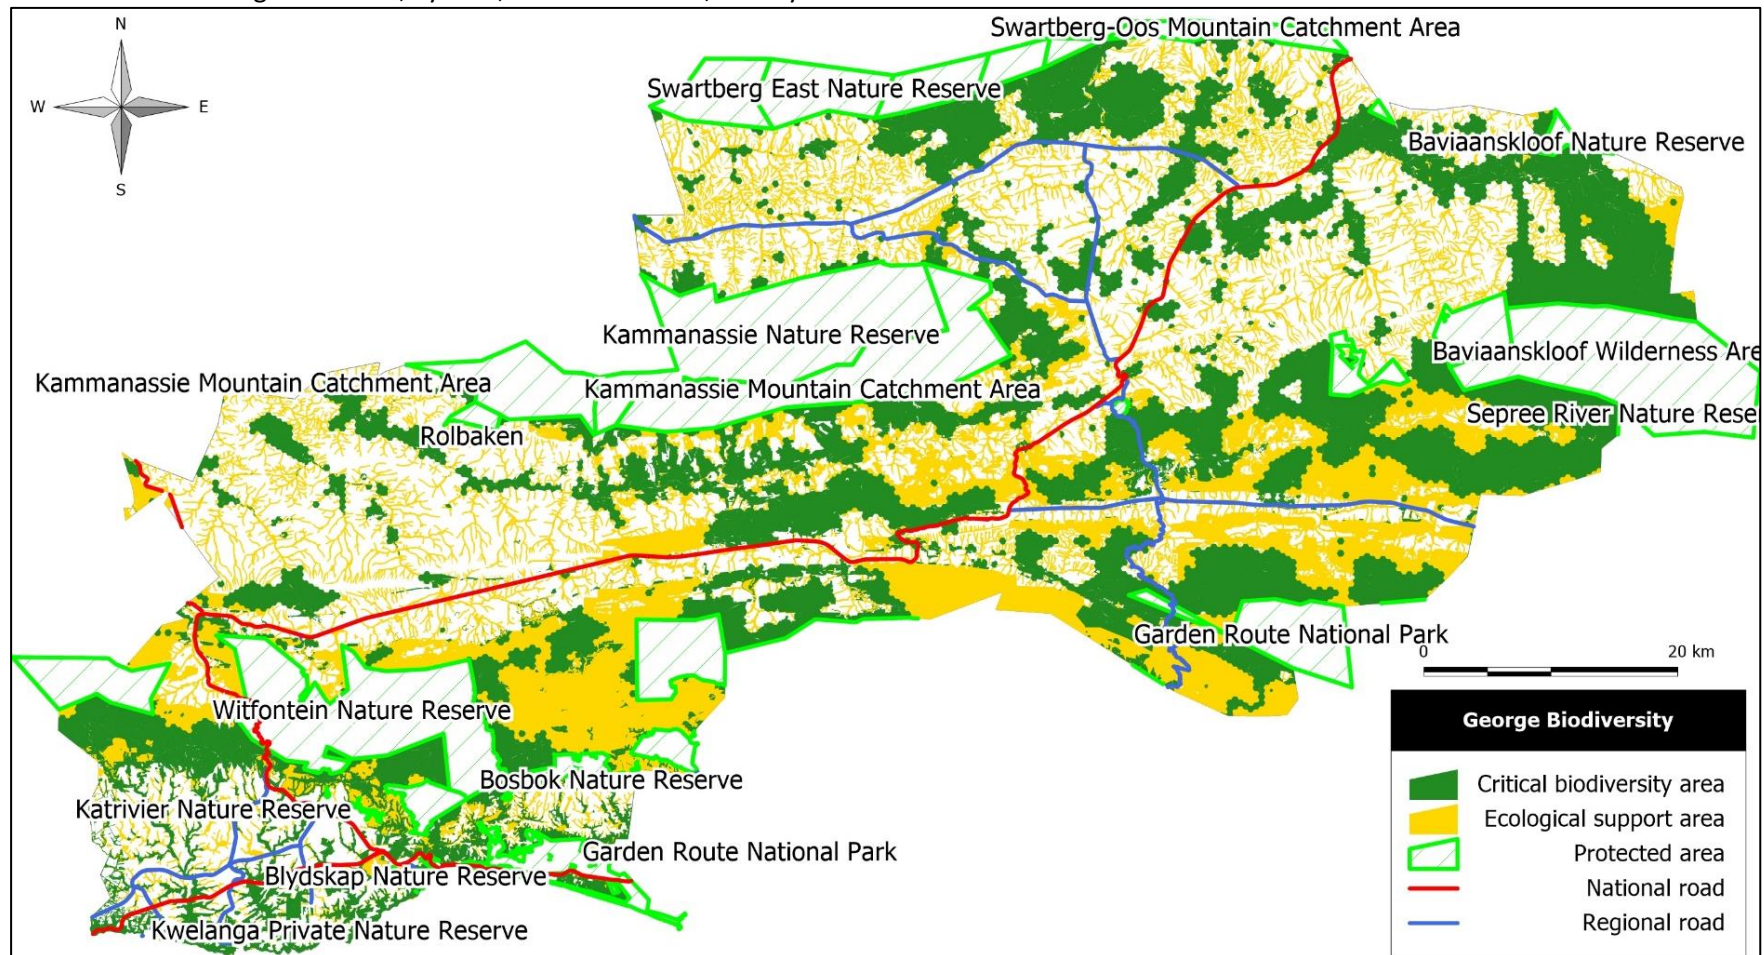 N
W E
S
Swartberg-Oos Mountain Catchment Area
Swartberg East Nature Reserve
Baviaanskloof Nature Reserve
Kammanassie Nature Reserve
Baviaanskloof Wilderness Are
Kammanassie Mountain Catchment Area
Kammanassie Mountain Catchment Area
Sepree River Nature Rese
Rolbaken
Garden Route National Park
0 20 km
Witfontein Nature Reserve
Bosbok Nature Reserve
Katrivier Nature Reserve
Garden Route National Park
Blydskap Nature Reserve
Kwelanga Private Nature Reserve
George Biodiversity
Critical biodiversity area
Ecological support area
Protected area
National road
Regional road